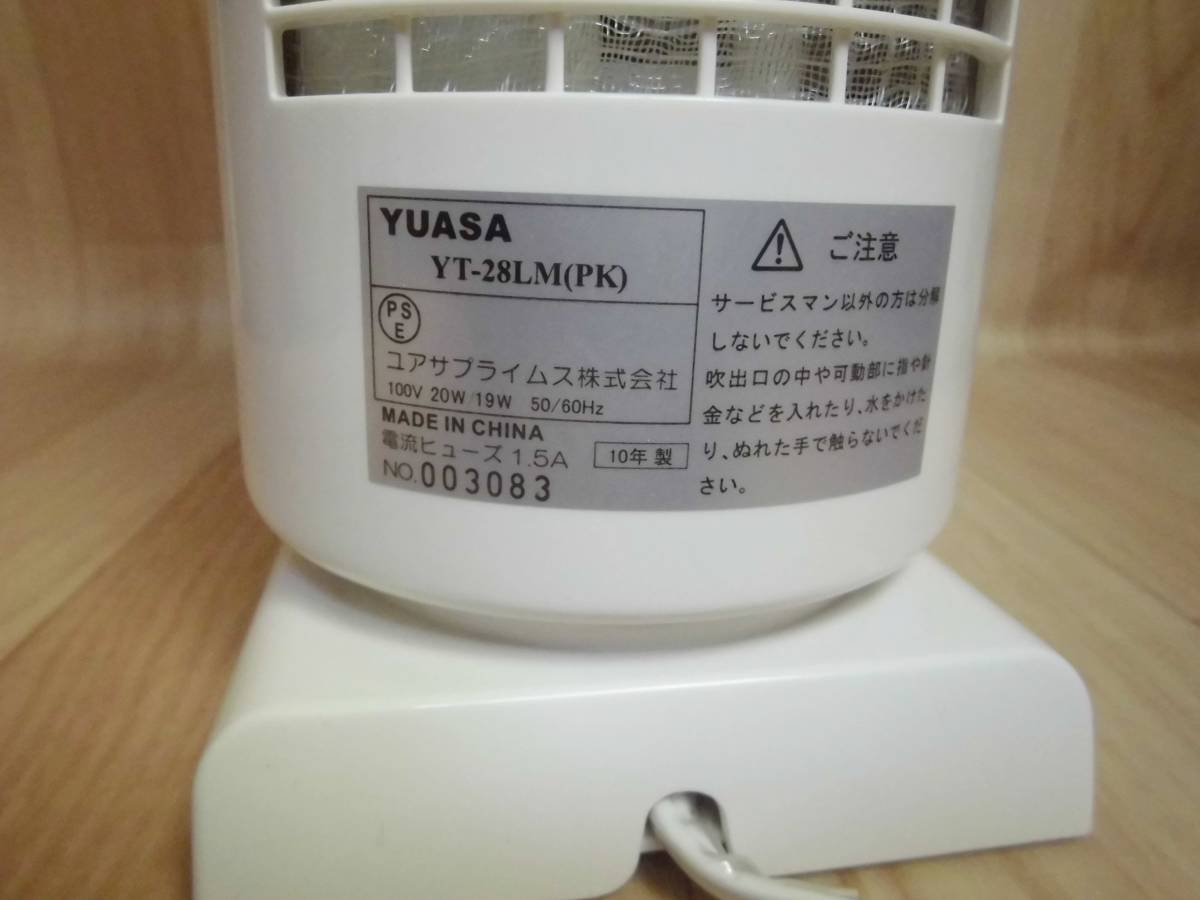 YUASA
YT-28LM(PK)
PS
E
ユアサプライムス株式会社
100V 20W/19W 50/60Hz
MADE IN CHINA
電流ヒューズ1.5A
10年 製
NO.003083
ご注意
サービスマン以外の方は分解
しないでください。
吹出口の中や可動部に指や針
金などを入れたり、水をかけた
り、ぬれた手で触らないでくだ
さい。